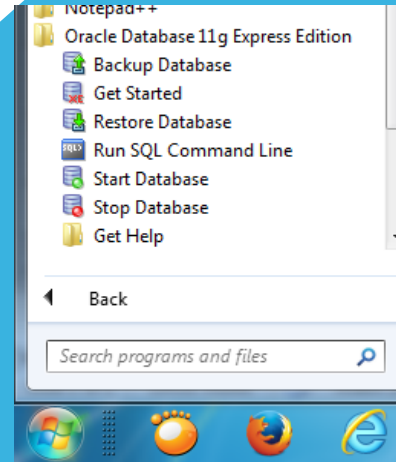 Notepad++
Oracle Database 11g Express Edition
Backup Database
Get Started
Restore Database
SQL> Run SQL Command Line
Start Database
Stop Database
Get Help
Back
Search programs and files